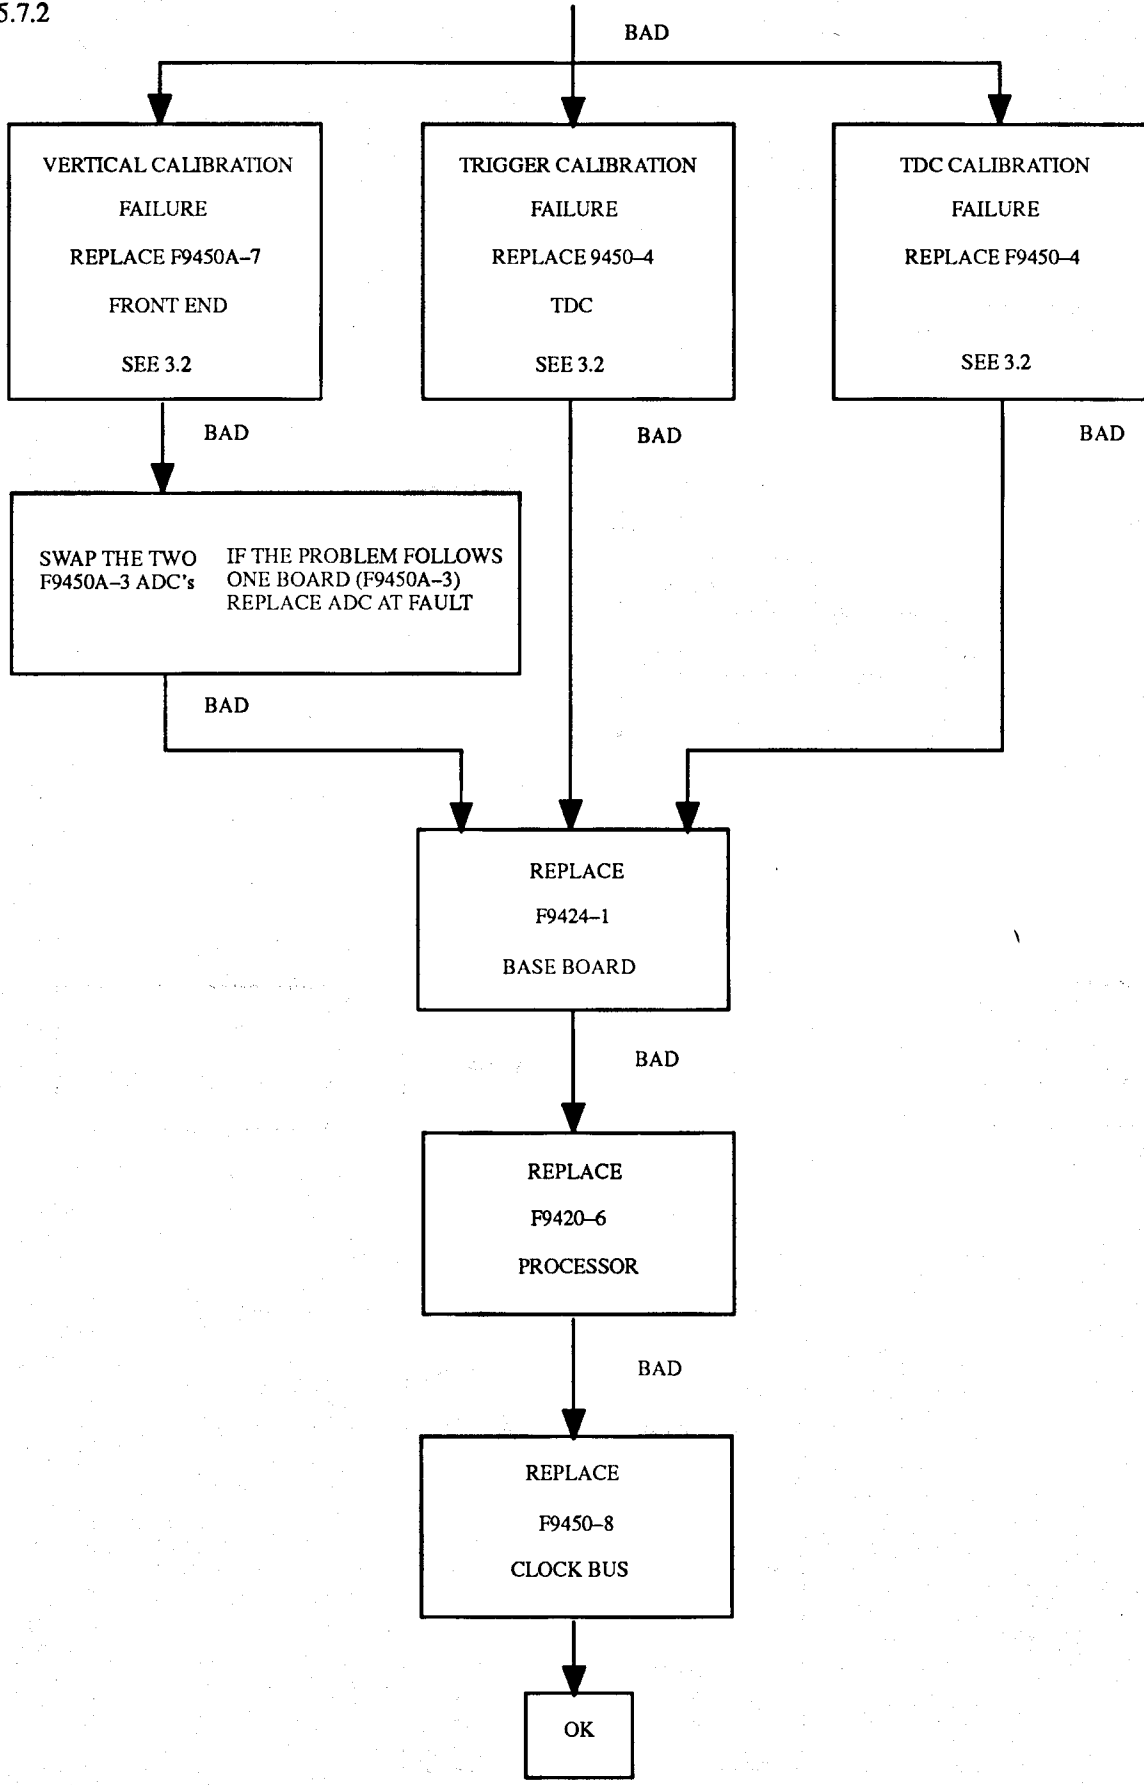 5.7.2
BAD
VERTICAL CALIBRATION
FAILURE
REPLACE F9450A-7
FRONT END
SEE 3.2
TRIGGER CALIBRATION
FAILURE
REPLACE 9450-4
TDC
SEE 3.2
TDC CALIBRATION
FAILURE
REPLACE F9450-4
SEE 3.2
BAD
BAD
BAD
SWAP THE TWO
F9450A-3 ADC's
IF THE PROBLEM FOLLOWS
ONE BOARD (F9450A-3)
REPLACE ADC AT FAULT
BAD
REPLACE
F9424-1
BASE BOARD
BAD
REPLACE
F9420-6
PROCESSOR
BAD
REPLACE
F9450-8
CLOCK BUS
OK